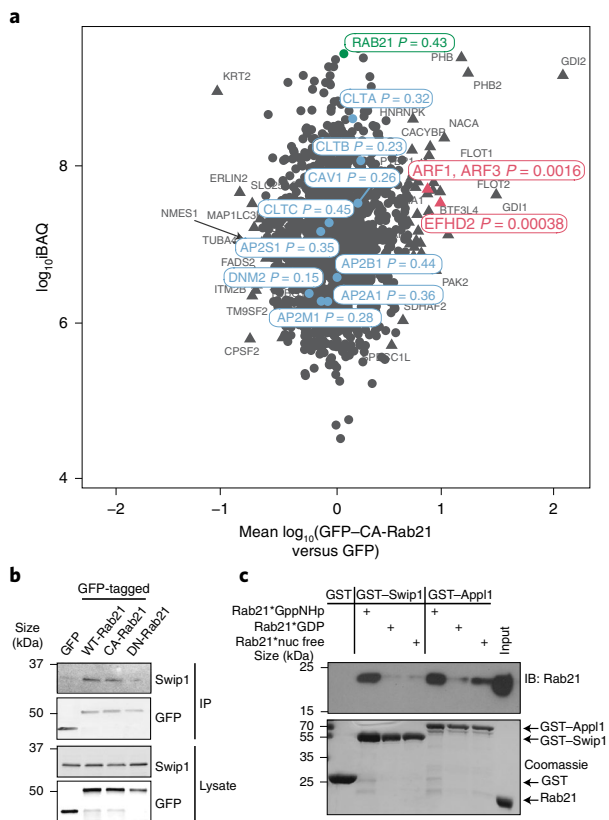 a
RAB21 P = 0.43
PHB
GDI2
KRT2
PHB2
CLTA P = 0.32
HNRNPK
NACA
CACYBP
CLTB P = 0.23
8
FLOT1
CAV1 P = 0.26
ARF1, ARF3 P = 0.0016
ERLIN2
FLOT2
CLTC P = 0.45
GDI1
NMES1
MAP1LC3
BTF3L4
EFHD2 P = 0.00038
AP2S1 P = 0.35
FADS2
AP2B1 P = 0.44
DNM2 P = 0.15
PAK2
ITM2B
AP2A1 P = 0.36
TM9SF2
SDHAF2
AP2M1 P = 0.28
6
CPSF2
log10iBAQ
4
−2 −1 0 1 2
Mean log10(GFP–CA-Rab21
versus GFP)
b
GFP-tagged
Size
(kDa)
GFP
WT-Rab21
CA-Rab21
DN-Rab21
37
Swip1
50
GFP
IP
37
Swip1
50
GFP
Lysate
c
GST GST–Swip1 GST–Appl1
Rab21*GppNHp + +
Rab21*GDP + +
Rab21*nuc free + +
Input
Size (kDa)
25
IB: Rab21
15
70
GST–Appl1
55
GST–Swip1
35
Coomassie
25
GST
Rab21